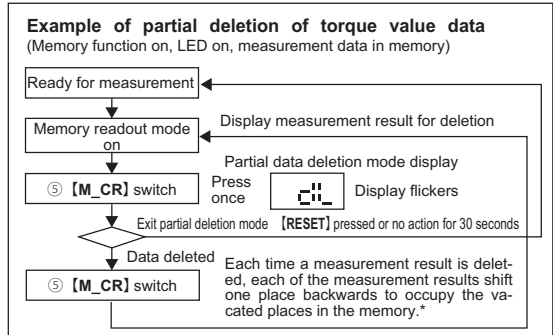 Example of partial deletion of torque value data
(Memory function on, LED on, measurement data in memory)
Ready for measurement
Display measurement result for deletion
Memory readout mode
on
Partial data deletion mode display
⑤【M_CR】switch
Press
once
dL
Display flickers
Exit partial deletion mode 【RESET】pressed or no action for 30 seconds
Data deleted
⑤【M_CR】switch
Each time a measurement result is delet-
ed, each of the measurement results shift
one place backwards to occupy the va-
cated places in the memory.*